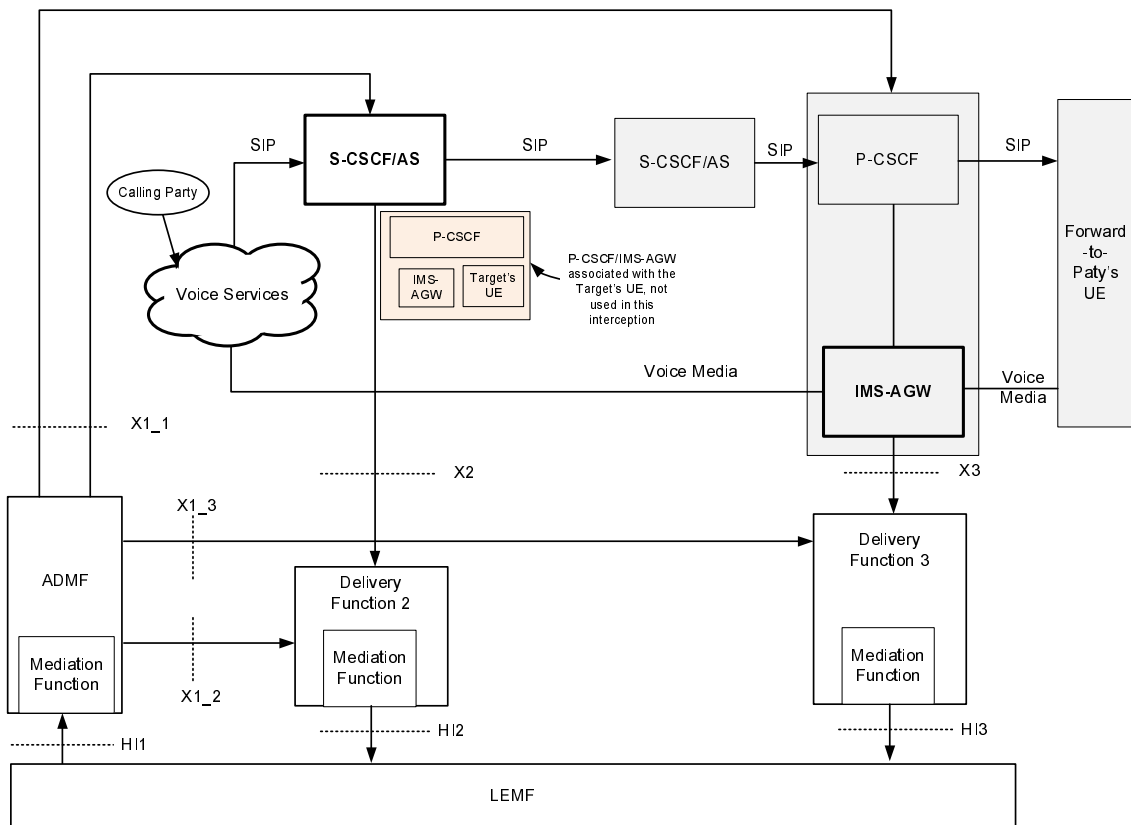 SIP
S-CSCF/AS
SIP
S-CSCF/AS
SIP
P-CSCF
SIP
Calling Party
Voice Services
P-CSCF
IMS-
AGW
Target's
UE
P-CSCF/IMS-AGW
associated with the
Target's UE, not
used in this
interception
Forward
-to-
Paty's
UE
Voice Media
IMS-AGW
Voice
Media
X1_1
X2
X3
X1_3
ADMF
Mediation
Function
X1_2
Delivery
Function 2
Mediation
Function
Delivery
Function 3
Mediation
Function
HI1
HI2
HI3
LEMF